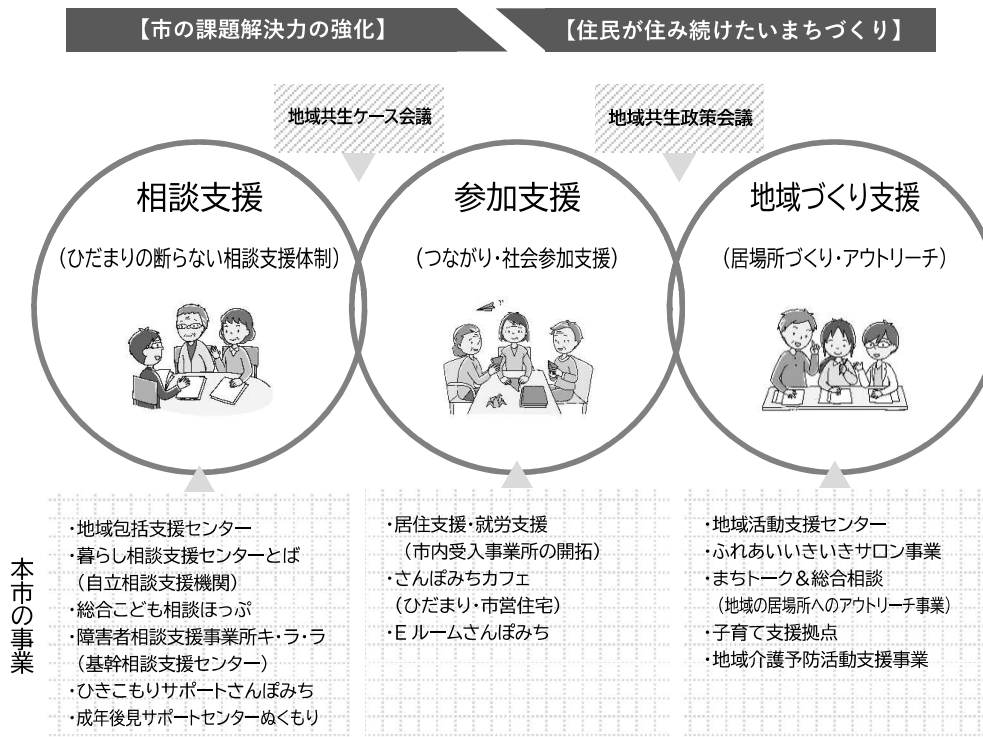 【市の課題解決力の強化】
【住民が住み続けたいまちづくり】
地域共生ケース会議
地域共生政策会議
相談支援
（ひだまりの断らない相談支援体制）
参加支援
（つながり・社会参加支援）
地域づくり支援
（居場所づくり・アウトリーチ）
本市の事業
・地域包括支援センター
・暮らし相談支援センターとば
（自立相談支援機関）
・総合こども相談ほっぷ
・障害者相談支援事業所キ・ラ・ラ
（基幹相談支援センター）
・ひきこもりサポートさんぽみち
・成年後見サポートセンターぬくもり
・居住支援・就労支援
（市内受入事業所の開拓）
・さんぽみちカフェ
（ひだまり・市営住宅）
・E ルームさんぽみち
・地域活動支援センター
・ふれあいいきいきサロン事業
・まちトーク＆総合相談
（地域の居場所へのアウトリーチ事業）
・子育て支援拠点
・地域介護予防活動支援事業